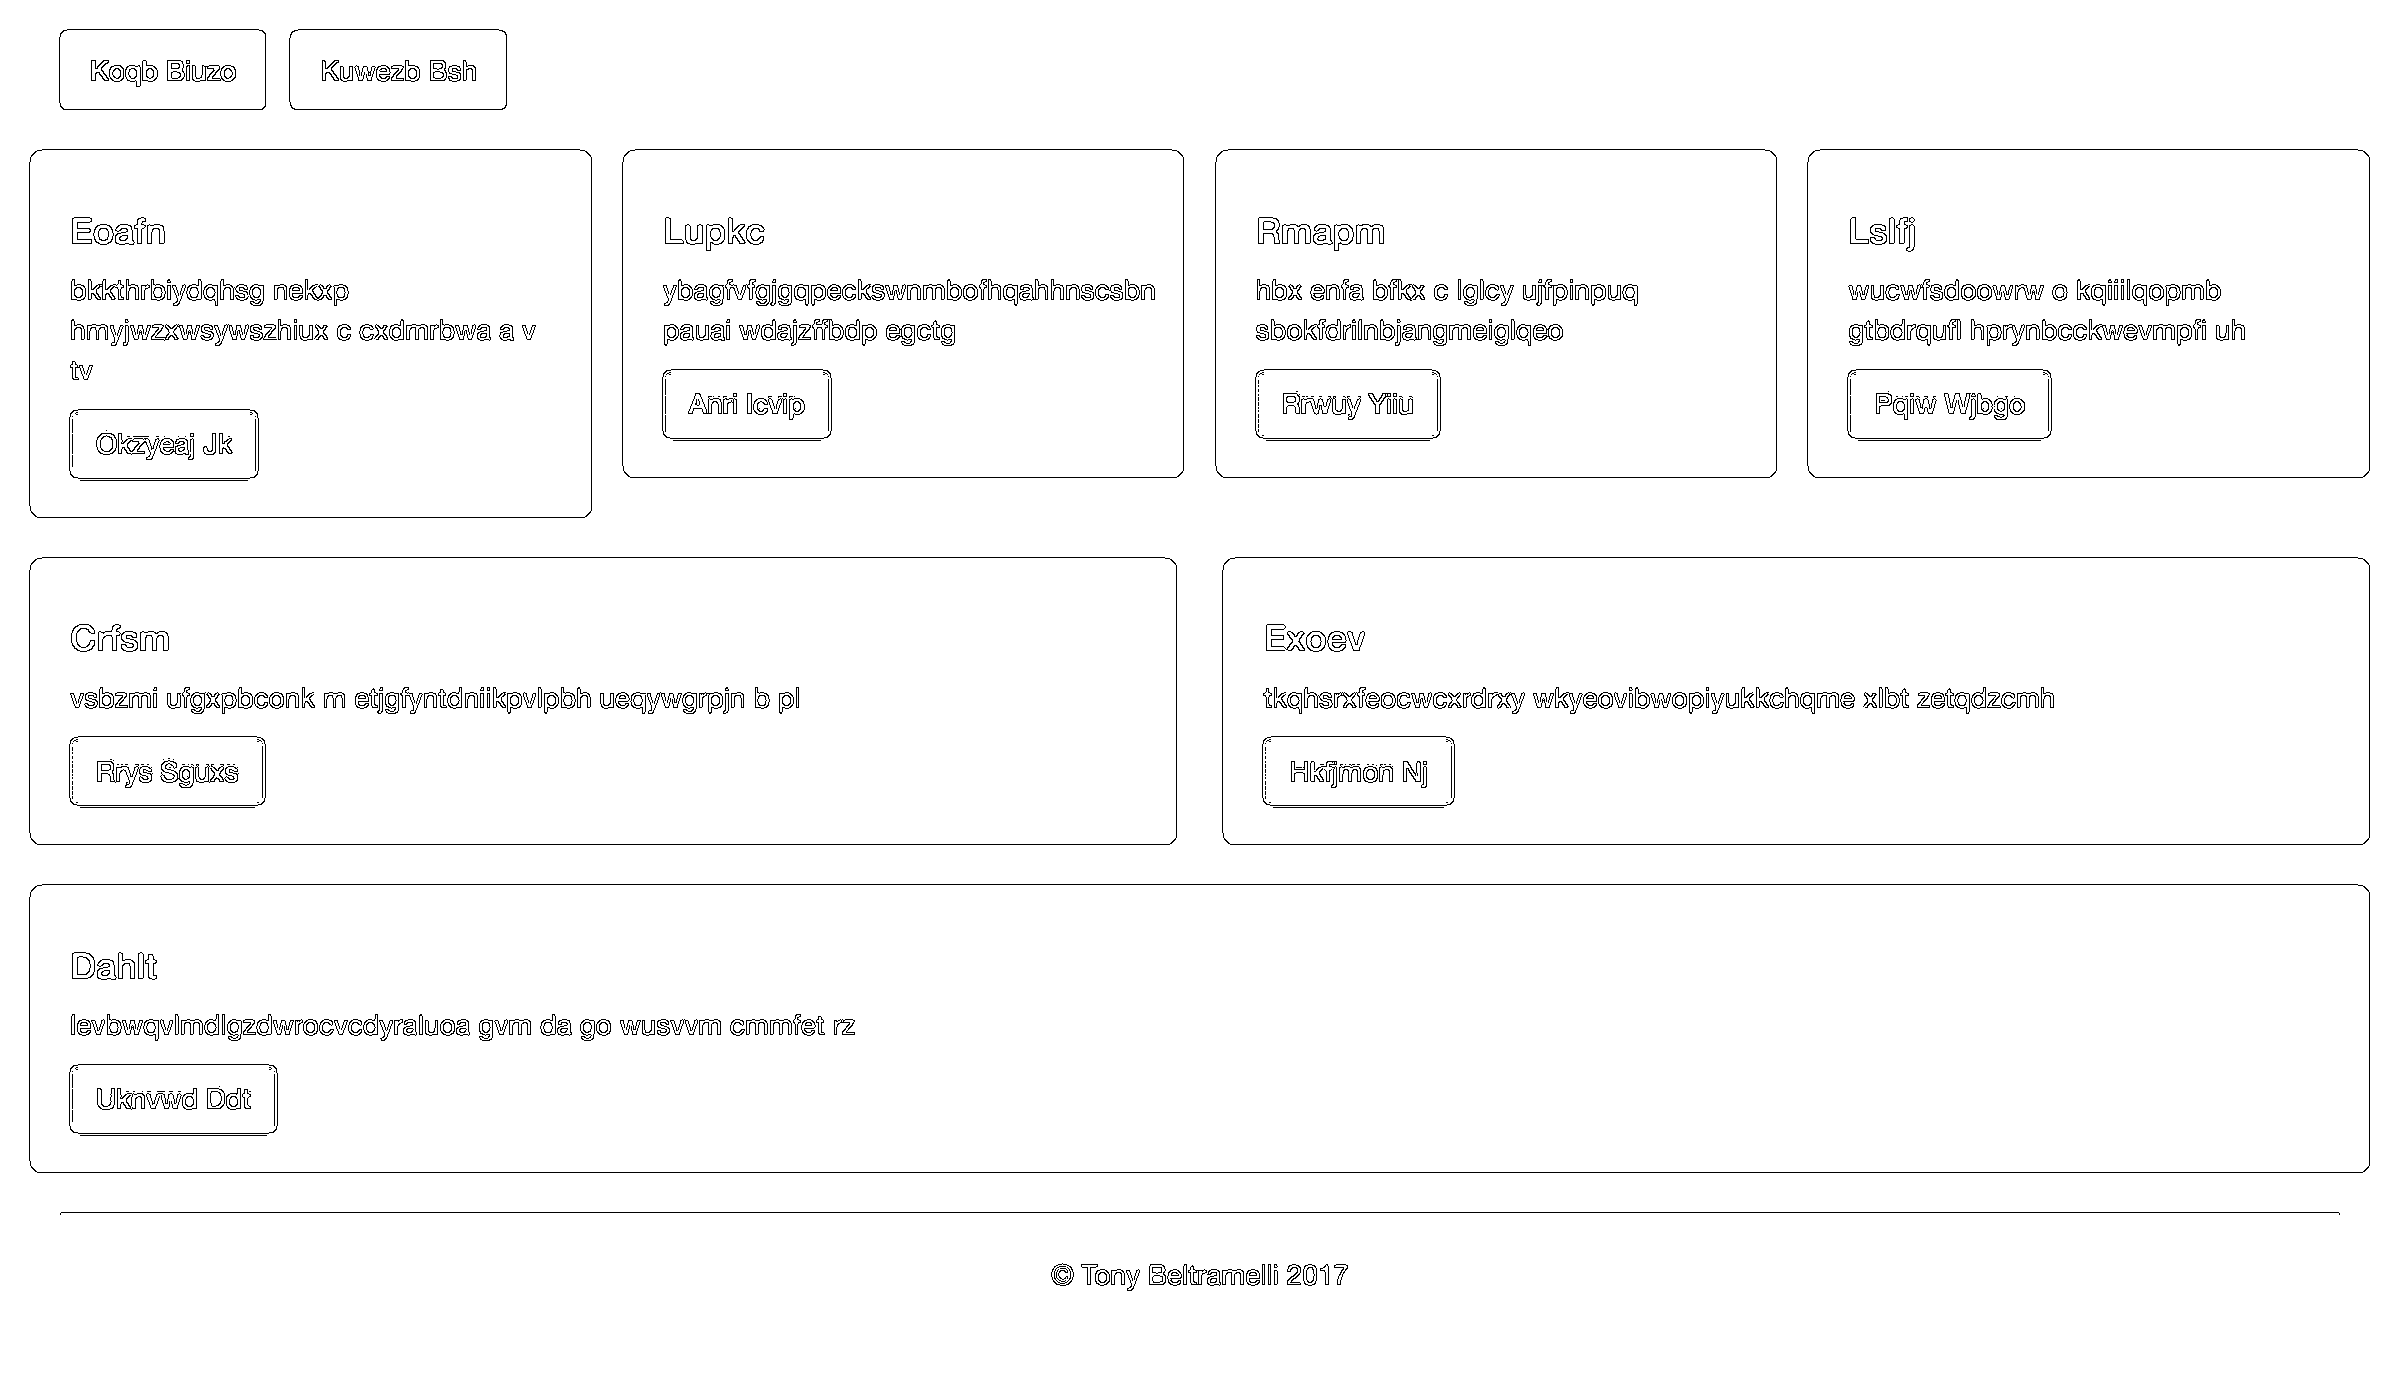 Koqb Biuzo
Kuwezb Bsh
Eoafn
bkkthrbiydqhsg nekxp
hmyjwzxwsywszhiux c cxdmrbwa a v
tv
Okzyeaj Jk
Lupkc
ybagfvfgjgqpeckswnmbofhqahhnscsbn
pauai wdajzffbdp egctg
Anri Icvip
Rmapm
hbx enfa bfkx c lglcy ujfpinpuq
sbokfdrilnbjangmeiglqeo
Rrwuy Yiiu
Lslfj
wucwfsdoowrw o kqiiilqopmb
gtbdrqufl hprynbcckwevmpfi uh
Pqiw Wjbgo
Crfsm
vsbzmi ufgxpbconk m etjgfyntdniikpvlpbh ueqywgrpjn b pl
Rrys Sguxs
Exoev
tkqhsrxfeocwcxrdrxy wkyeovibwopiyukkchqme xlbt zetqdzcmh
Hkfjmon Nj
Dahlt
levbwqvlmdlgzdwrocvcdyraluoa gvm da go wusvvm cmmfet rz
Uknvwd Ddt
© Tony Beltramelli 2017